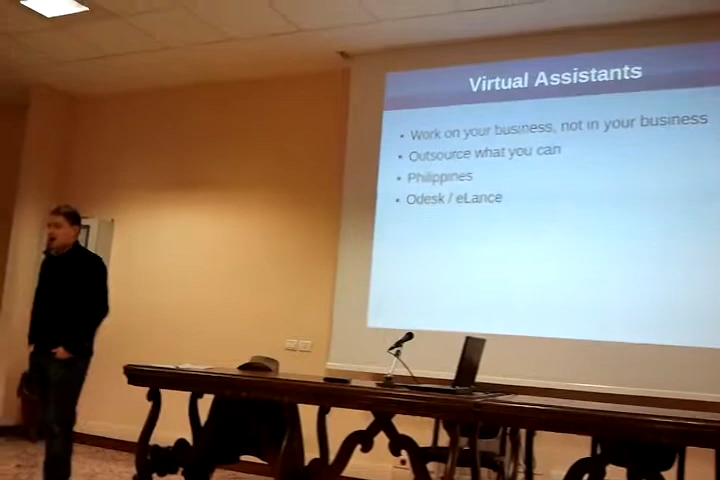 Virtual Assistants
• Work on your business, not in your business
• Outsource what you can
• Philippines
• Odesk / eLance